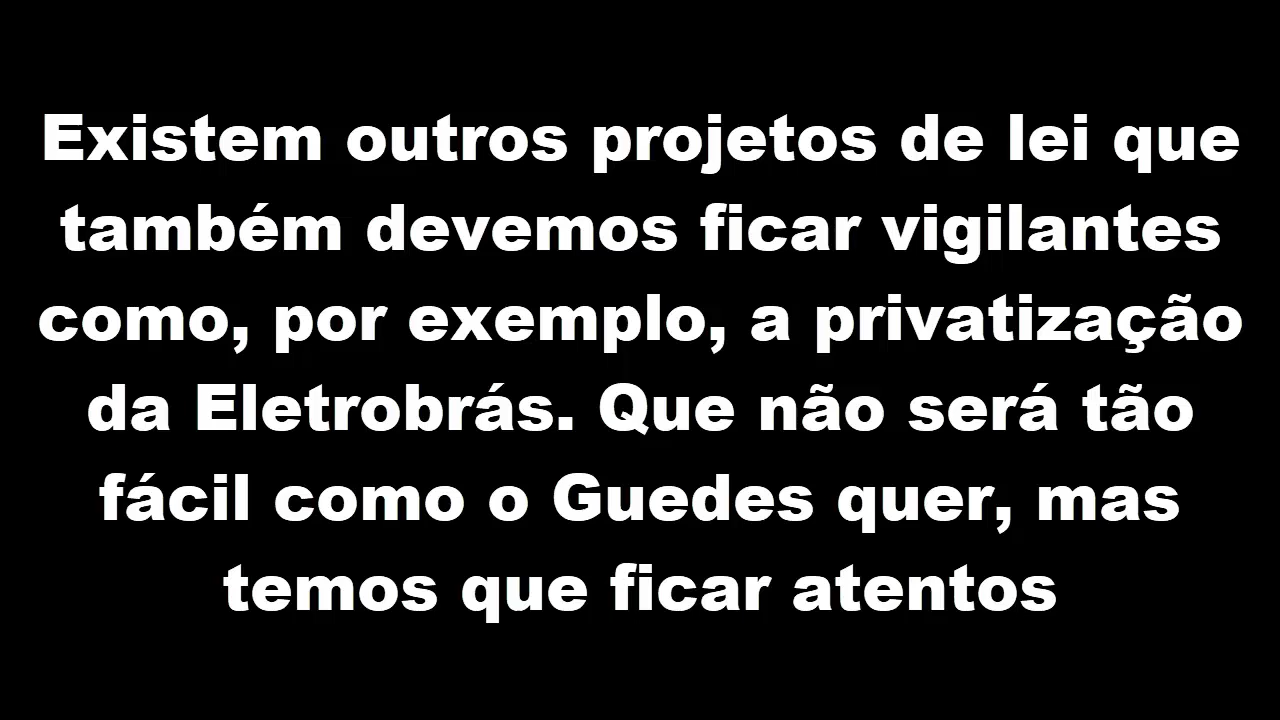 Existem outros projetos de lei que
também devemos ficar vigilantes
como, por exemplo, a privatização
da Eletrobrás. Que não será tão
fácil como o Guedes quer, mas
temos que ficar atentos